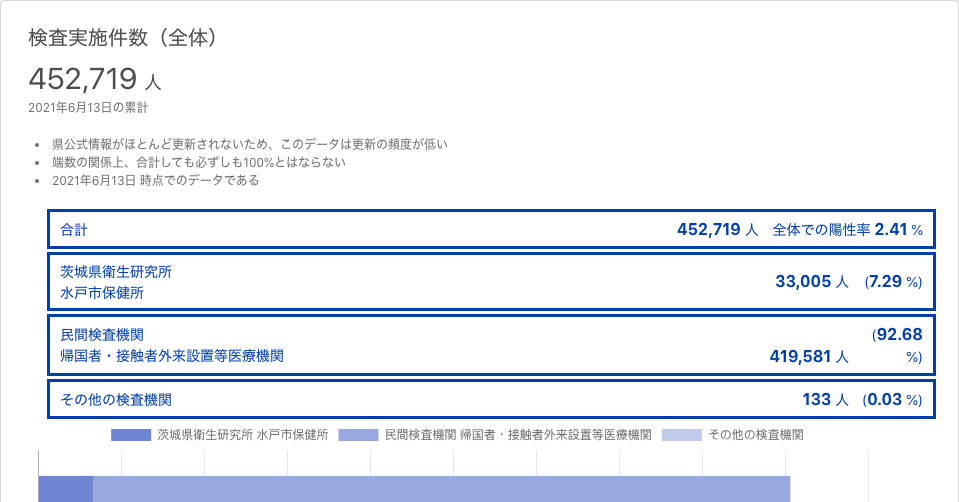 検査実施件数（全体）
452,719 人
2021年6月13日の累計
• 県公式情報がほとんど更新されないため、このデータは更新の頻度が低い
• 端数の関係上、合計しても必ずしも100%とはならない
• 2021年6月13日 時点でのデータである
合計 452,719 人 全体での陽性率 2.41 %
茨城県衛生研究所
水戸市保健所 33,005 人 (7.29 %)
民間検査機関 (92.68
帰国者・接触者外来設置等医療機関 419,581 人 %)
その他の検査機関 133 人 (0.03 %)
茨城県衛生研究所 水戸市保健所 民間検査機関 帰国者・接触者外来設置等医療機関 その他の検査機関